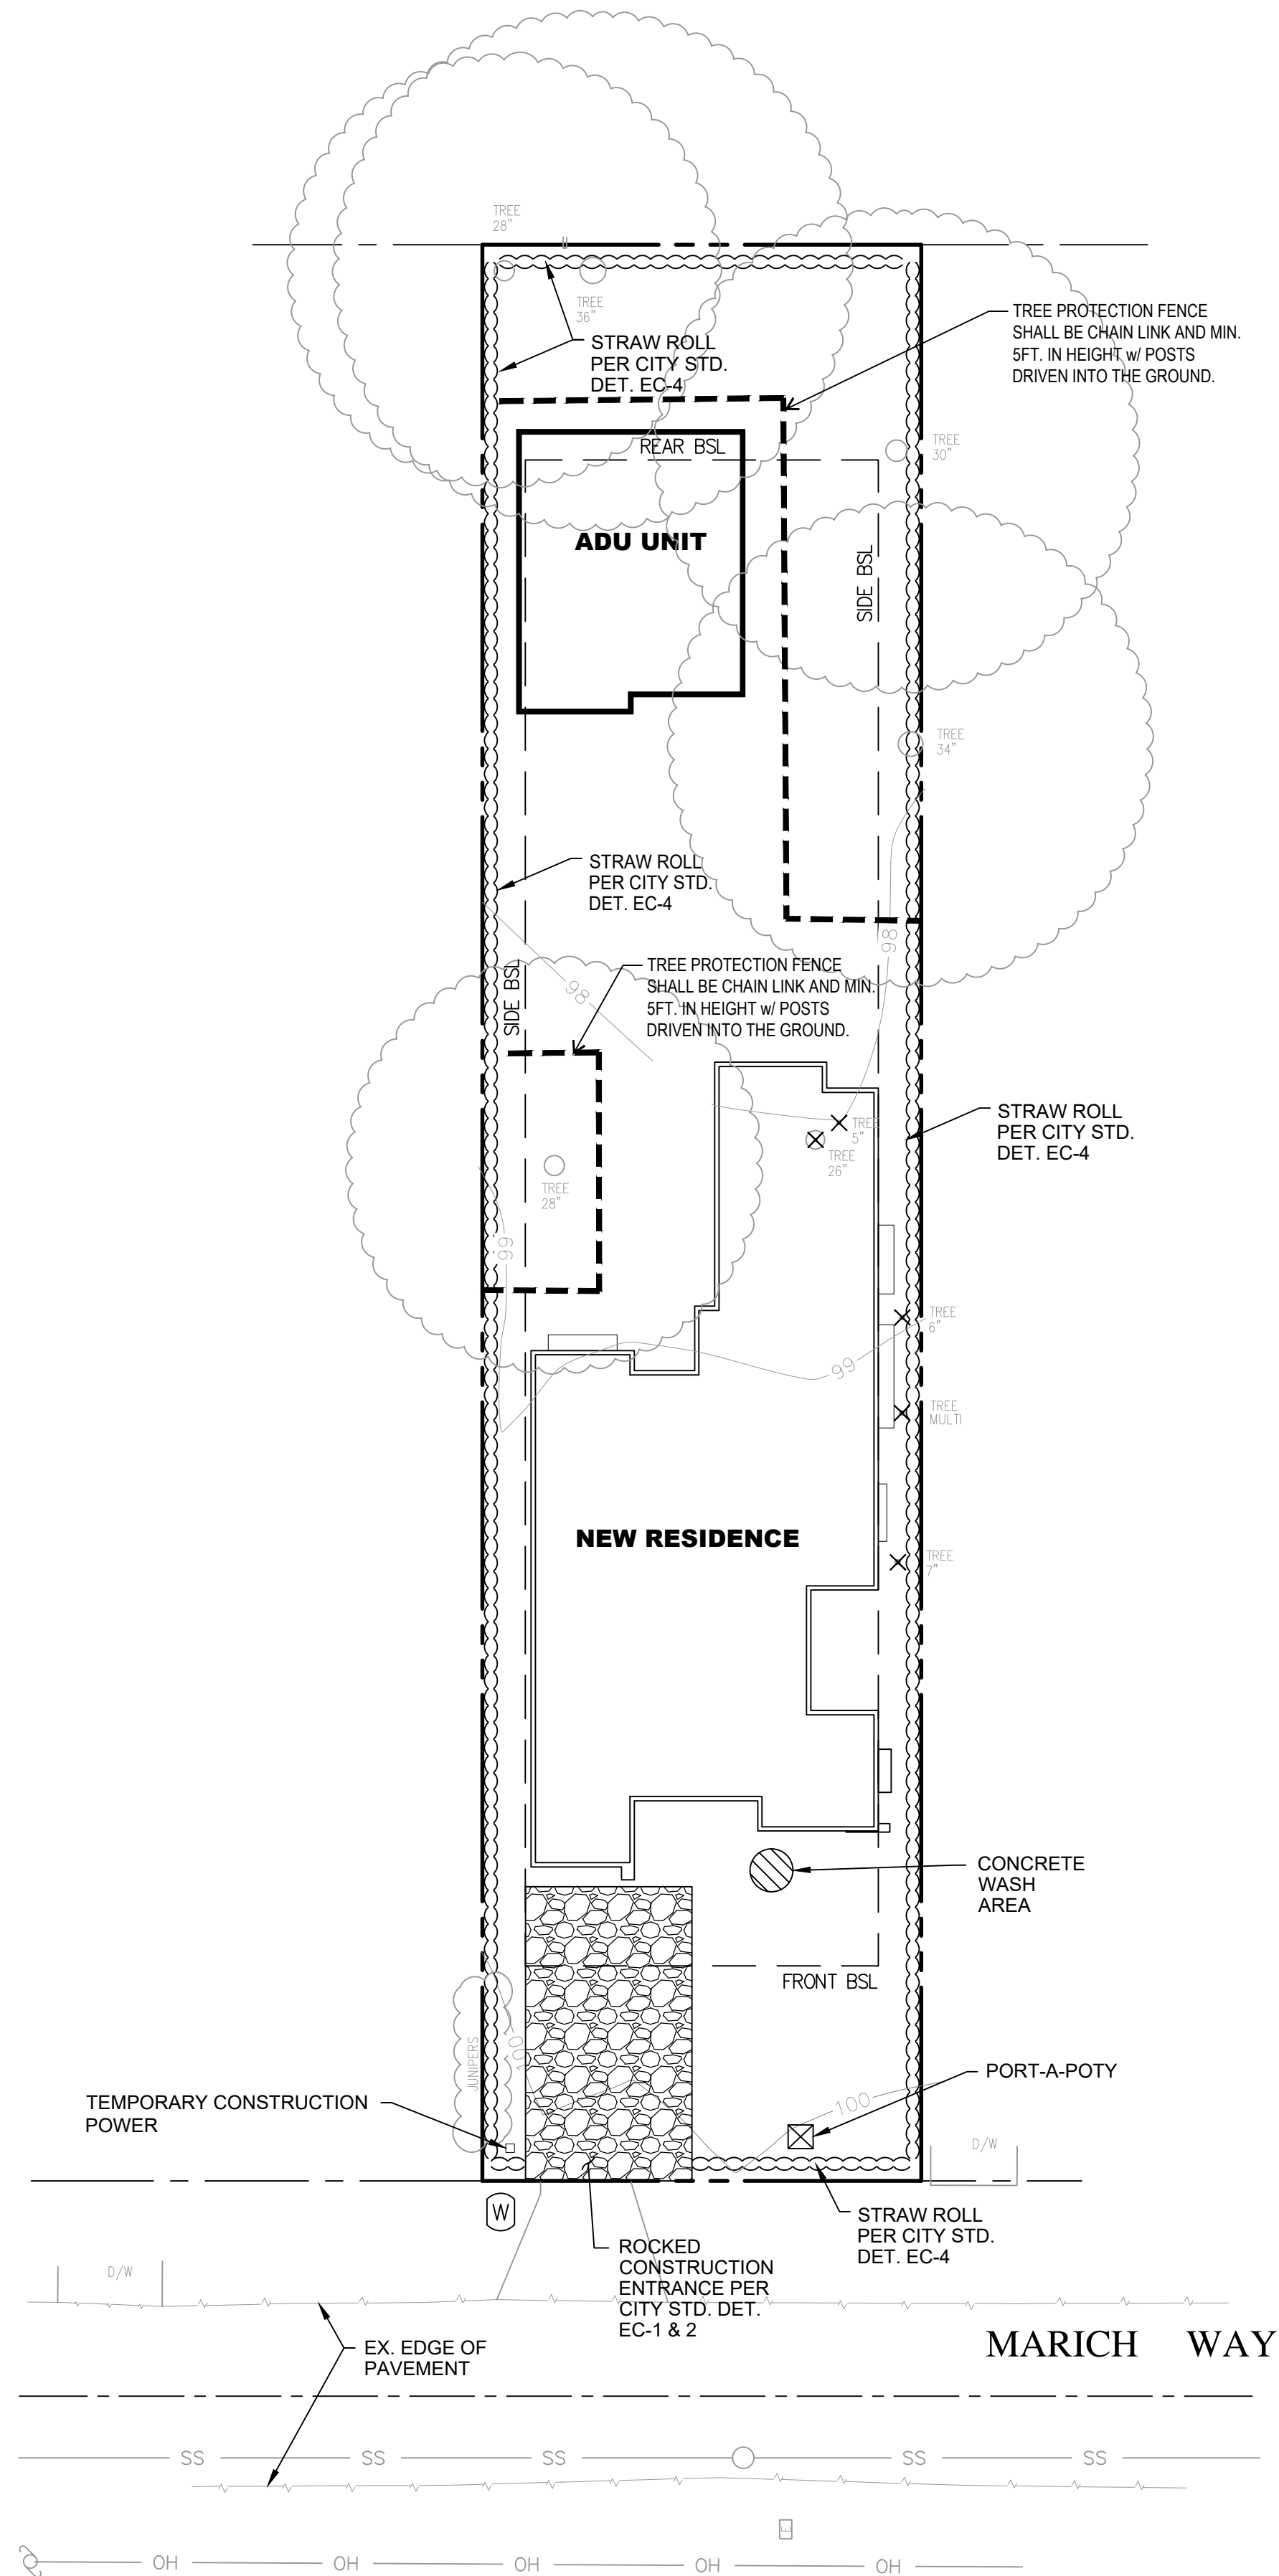 TREE
28"
TREE
36"
STRAW ROLL
PER CITY STD.
DET. EC-4
TREE PROTECTION FENCE
SHALL BE CHAIN LINK AND MIN.
5FT. IN HEIGHT w/ POSTS
DRIVEN INTO THE GROUND.
REAR BSL
TREE
30"
ADU UNIT
SIDE BSL
TREE
34"
STRAW ROLL
PER CITY STD.
DET. EC-4
98
SIDE BSL
98
TREE PROTECTION FENCE
SHALL BE CHAIN LINK AND MIN.
5FT. IN HEIGHT w/ POSTS
DRIVEN INTO THE GROUND.
STRAW ROLL
PER CITY STD.
DET. EC-4
TREE
5"
TREE
26"
TREE
28"
99
TREE
6"
99
TREE
MULTI
NEW RESIDENCE
TREE
7"
CONCRETE
WASH
AREA
FRONT BSL
JUNIPERS
100
PORT-A-POTY
TEMPORARY CONSTRUCTION
POWER
100
D/W
W
STRAW ROLL
PER CITY STD.
DET. EC-4
ROCKED
CONSTRUCTION
ENTRANCE PER
CITY STD. DET.
EC-1 & 2
D/W
EX. EDGE OF
PAVEMENT
MARICH WAY
SS SS SS SS SS
E
OH OH OH OH OH